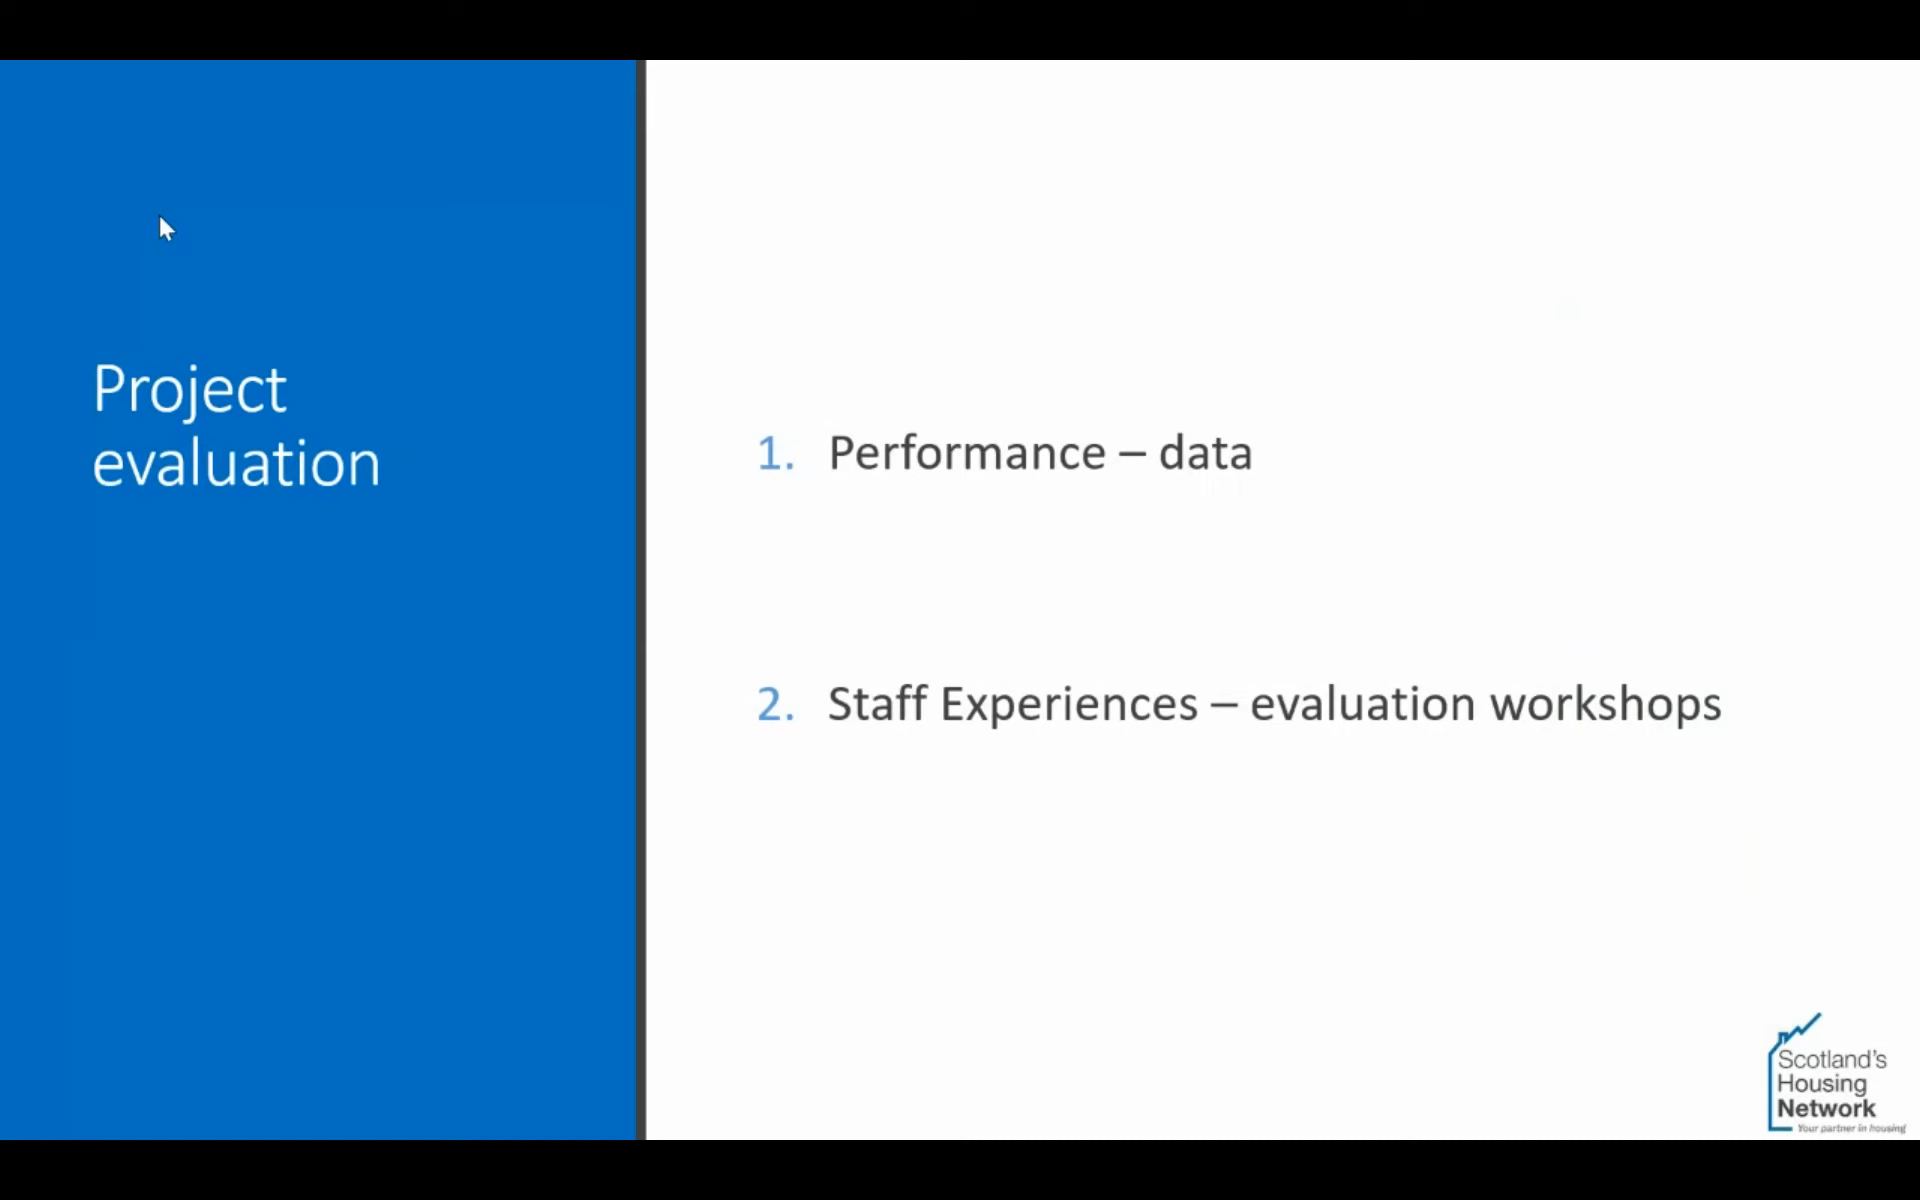 Project
evaluation
1. Performance – data
2. Staff Experiences – evaluation workshops
Scotland's
Housing
Network
Your partner in housing